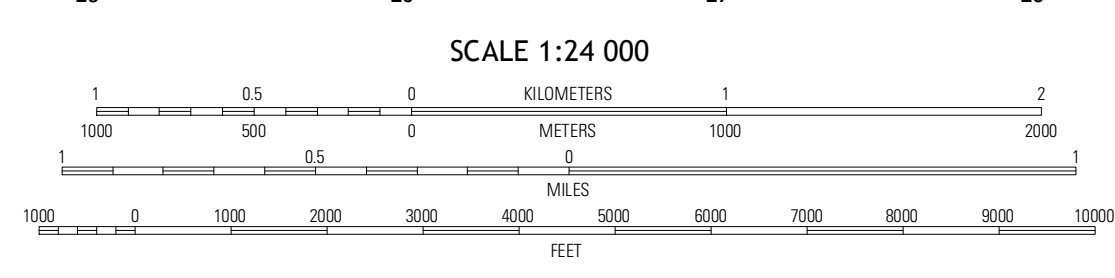 SCALE 1:24 000
1 0.5 0 KILOMETERS 1 2
1000 500 0 METERS 1000 2000
1 0.5 0 1
MILES
1000 0 1000 2000 3000 4000 5000 6000 7000 8000 9000 10000
FEET